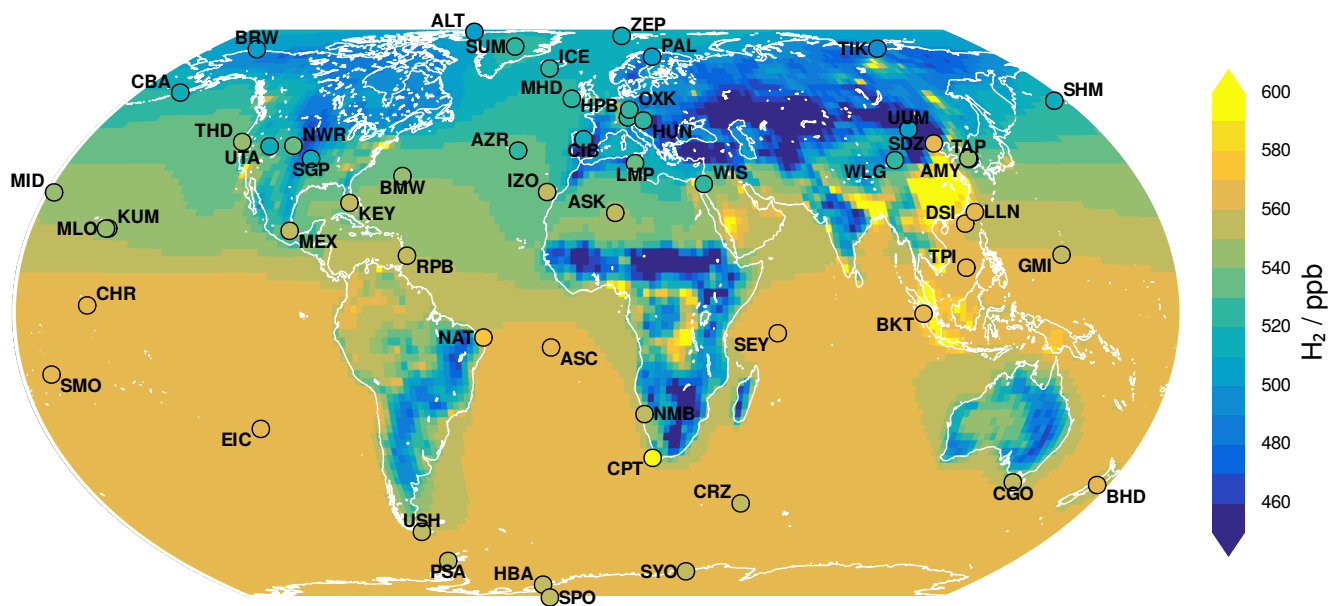 ALT
ZEP
BRW
SUM
PAL
TIK
ICE
CBA
MHD
HPB
OXK
SHM
THD
NWR
AZR
HUN
UUM
UTA
CIB
SDZ
TAP
SGP
LMP
WIS
WLG
AMY
MID
BMW
IZO
KEY
ASK
DSI
LLN
MLO
KUM
MEX
RPB
TPI
GMI
CHR
BKT
NAT
ASC
SEY
SMO
EIC
NMB
CPT
CRZ
CGO
BHD
USH
PSA
HBA
SYO
SPO
600
580
560
540
520
500
480
460
H₂ / ppb